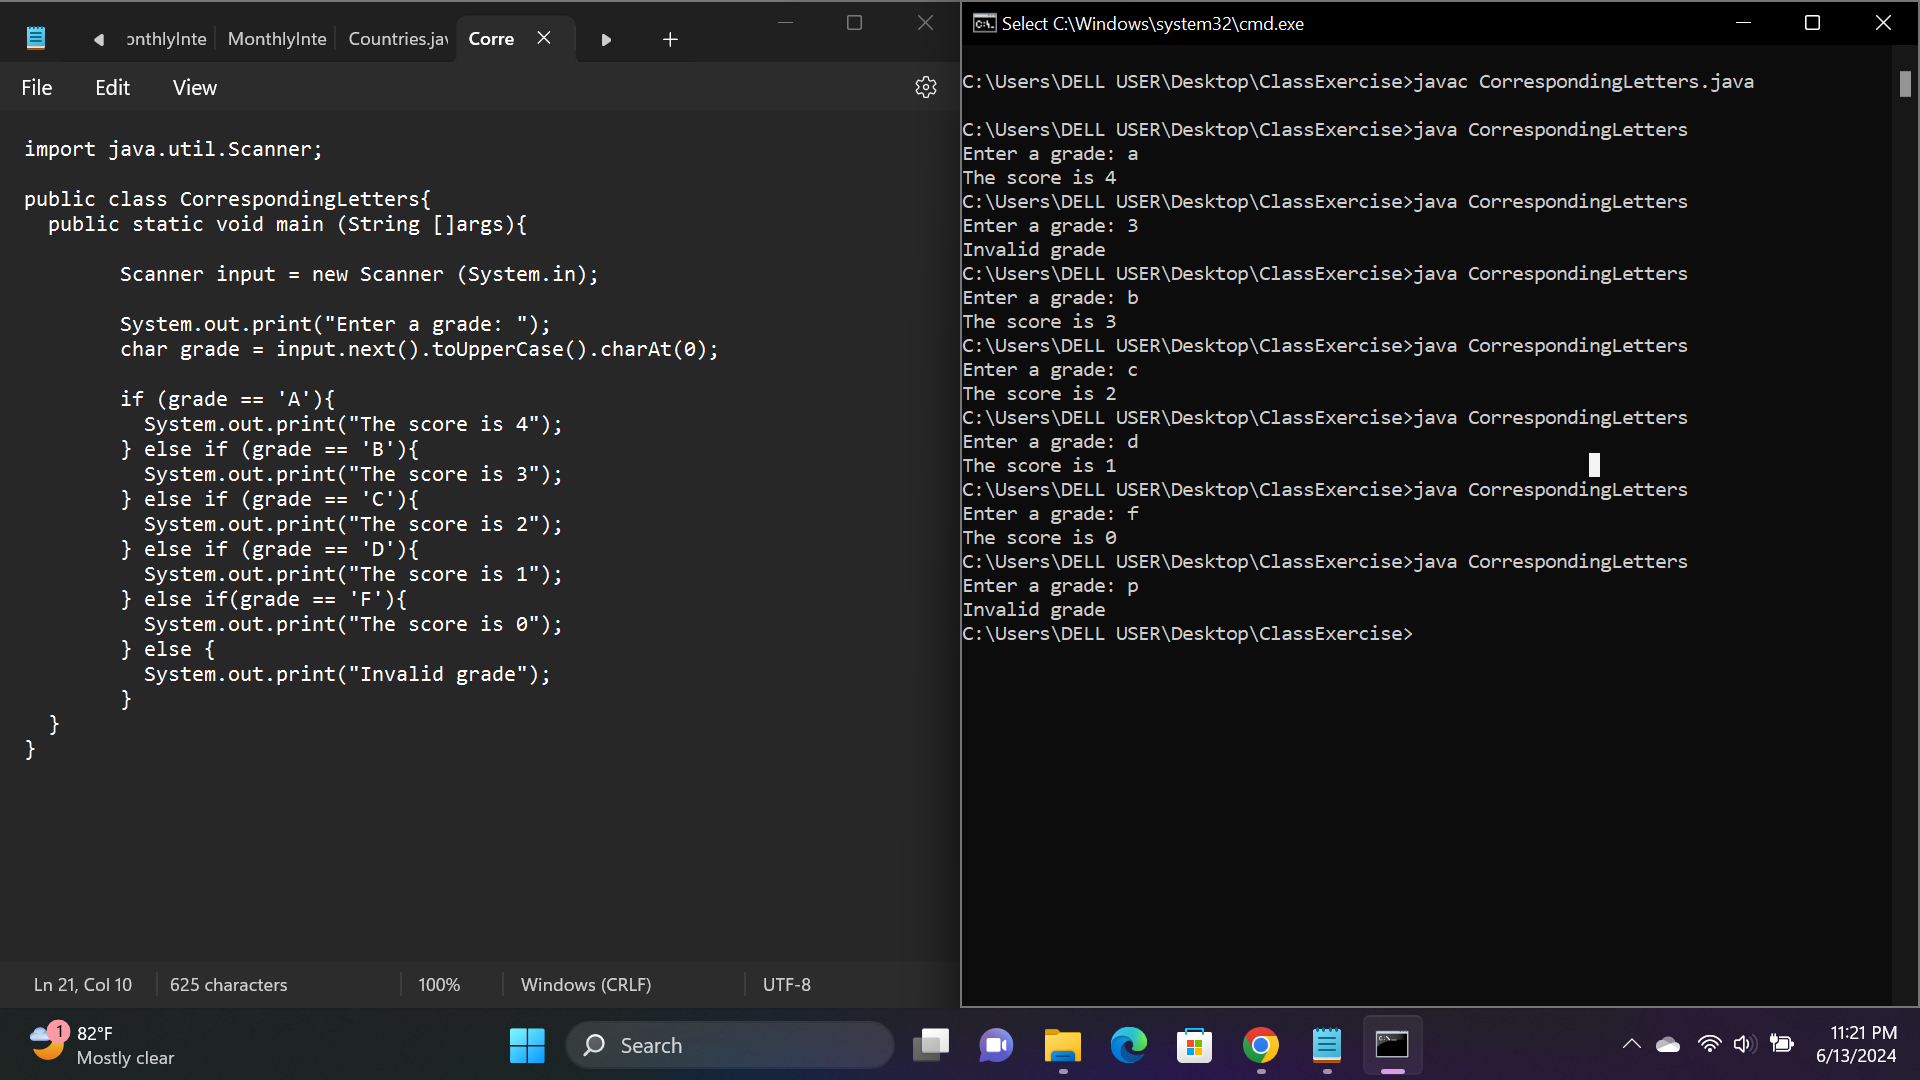 onthlyInte MonthlyInte Countries.jav Corre
File Edit View
import java.util.Scanner;
public class CorrespondingLetters{
public static void main (String []args){
Scanner input = new Scanner (System.in);
System.out.print("Enter a grade: ");
char grade = input.next().toUpperCase().charAt(0);
if (grade == 'A'){
System.out.print("The score is 4");
} else if (grade == 'B'){
System.out.print("The score is 3");
} else if (grade == 'C'){
System.out.print("The score is 2");
} else if (grade == 'D'){
System.out.print("The score is 1");
} else if(grade == 'F'){
System.out.print("The score is 0");
} else {
System.out.print("Invalid grade");
}
}
}
Ln 21, Col 10 625 characters 100% Windows (CRLF) UTF-8
Select C:\Windows\system32\cmd.exe
C:\Users\DELL USER\Desktop\ClassExercise>javac CorrespondingLetters.java
C:\Users\DELL USER\Desktop\ClassExercise>java CorrespondingLetters
Enter a grade: a
The score is 4
C:\Users\DELL USER\Desktop\ClassExercise>java CorrespondingLetters
Enter a grade: 3
Invalid grade
C:\Users\DELL USER\Desktop\ClassExercise>java CorrespondingLetters
Enter a grade: b
The score is 3
C:\Users\DELL USER\Desktop\ClassExercise>java CorrespondingLetters
Enter a grade: c
The score is 2
C:\Users\DELL USER\Desktop\ClassExercise>java CorrespondingLetters
Enter a grade: d
The score is 1
C:\Users\DELL USER\Desktop\ClassExercise>java CorrespondingLetters
Enter a grade: f
The score is 0
C:\Users\DELL USER\Desktop\ClassExercise>java CorrespondingLetters
Enter a grade: p
Invalid grade
C:\Users\DELL USER\Desktop\ClassExercise>
1
82°F
Mostly clear
Search
11:21 PM
6/13/2024